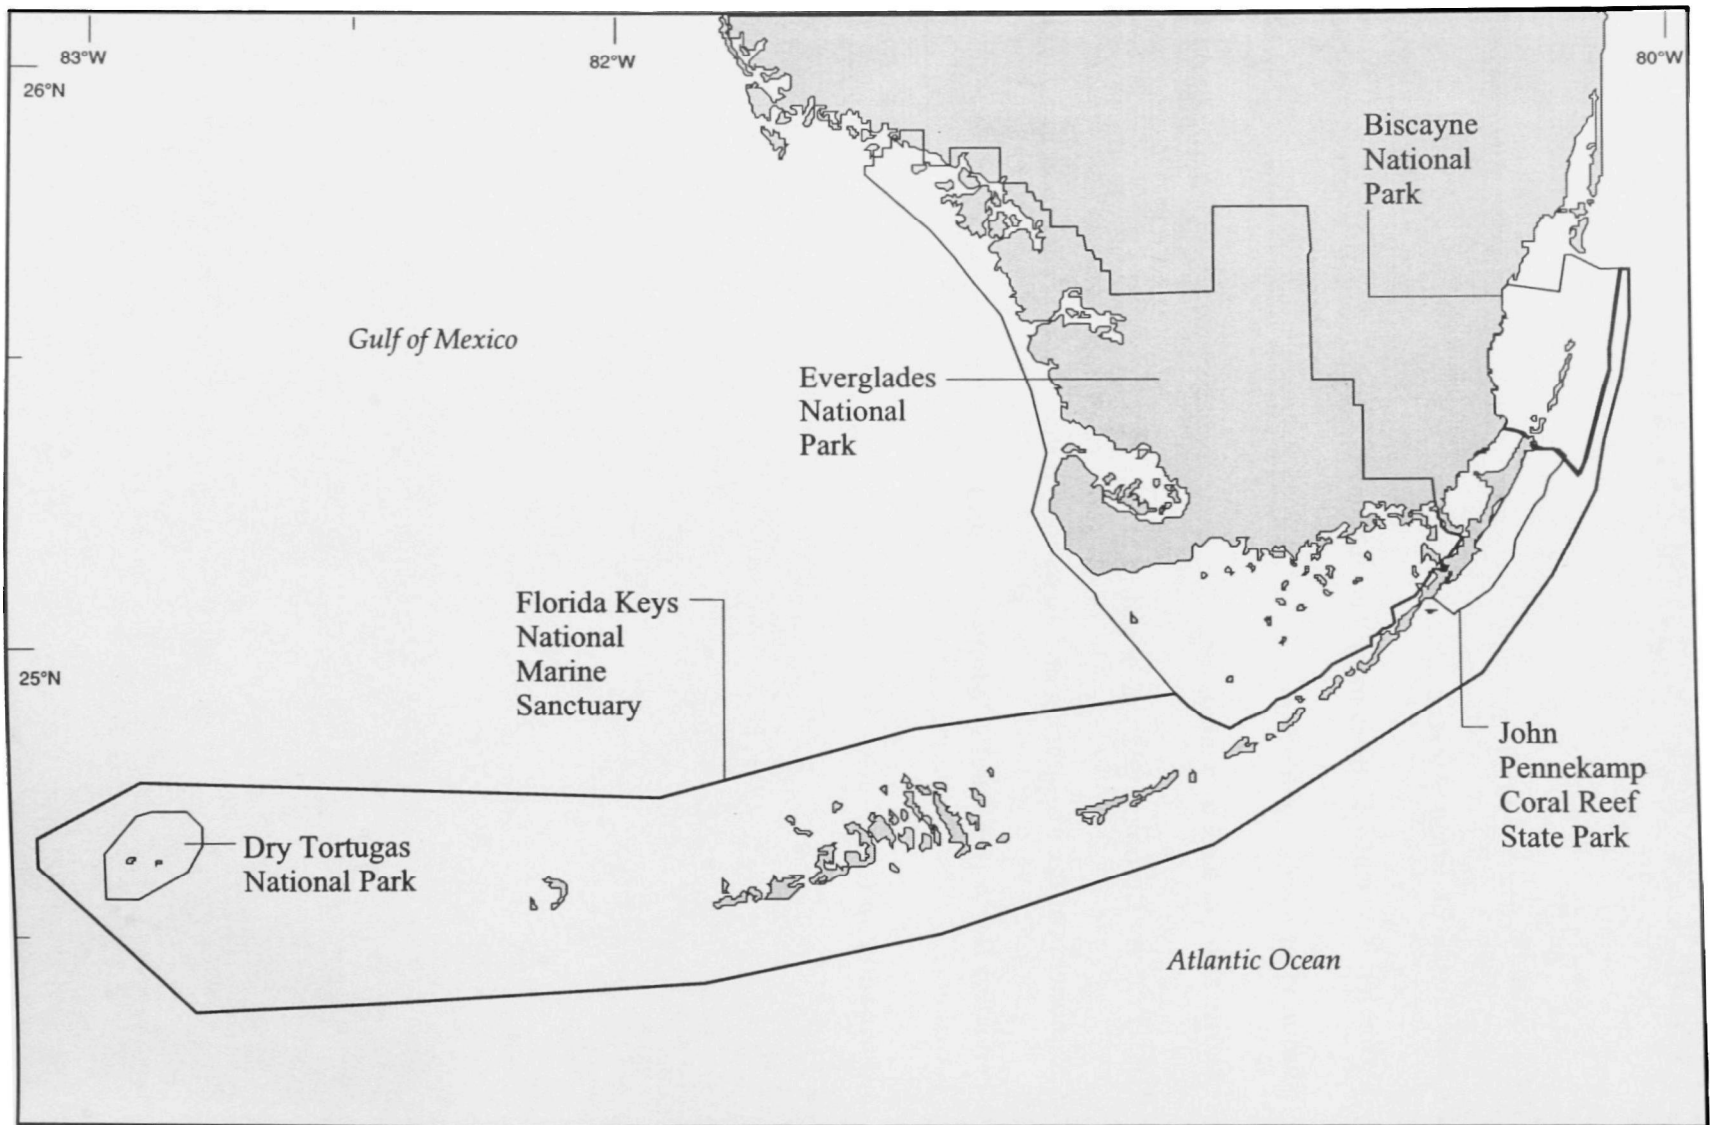 83°W
82°W
80°W
26°N
Biscayne
National
Park
Gulf of Mexico
Everglades
National
Park
Florida Keys
National
Marine
Sanctuary
25°N
John
Pennekamp
Coral Reef
State Park
Dry Tortugas
National Park
Atlantic Ocean